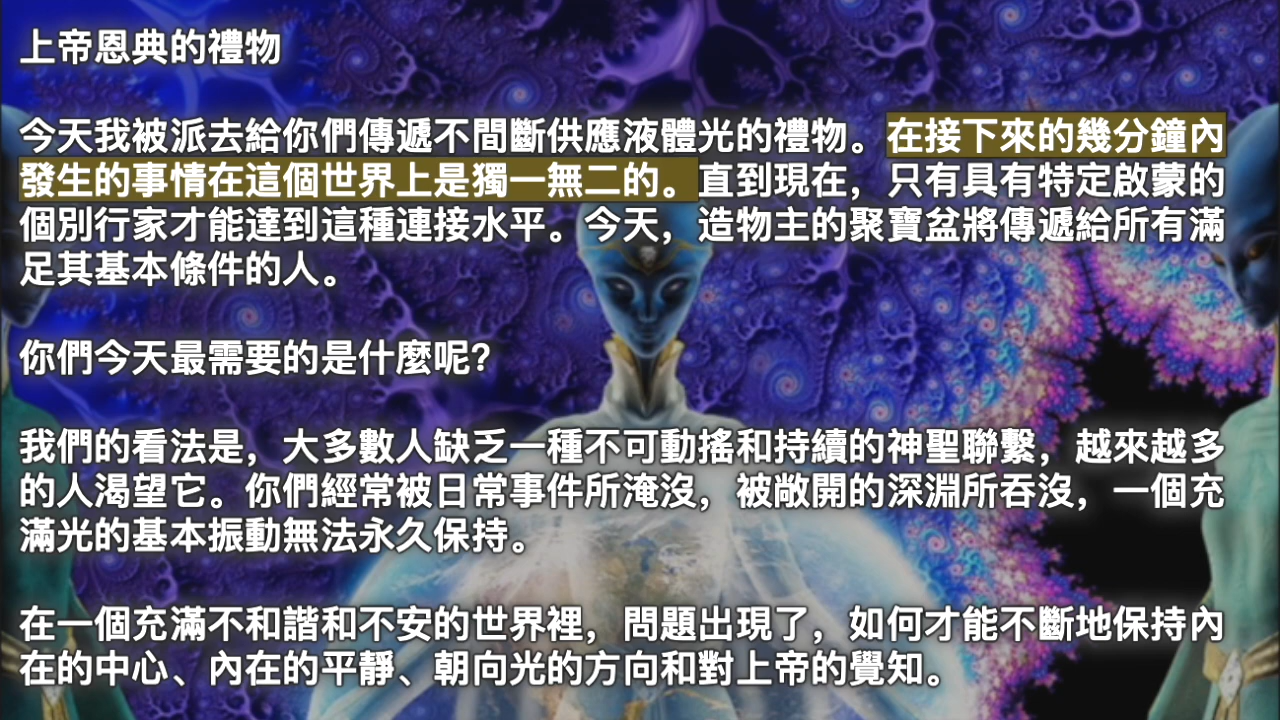 上帝恩典的禮物
今天我被派去給你們傳遞不間斷供應液體光的禮物。在接下來的幾分鐘內
發生的事情在這個世界上是獨一無二的。直到現在，只有具有特定啟蒙的
個別行家才能達到這種連接水平。今天，造物主的聚寶盆將傳遞給所有滿
足其基本條件的人。
你們今天最需要的是什麼呢？
我們的看法是，大多數人缺乏一種不可動搖和持續的神聖聯繫，越來越多
的人渴望它。你們經常被日常事件所淹沒，被敞開的深淵所吞沒，一個充
滿光的基本振動無法永久保持。
在一個充滿不和諧和不安的世界裡，問題出現了，如何才能不斷地保持內
在的中心、內在的平靜、朝向光的方向和對上帝的覺知。